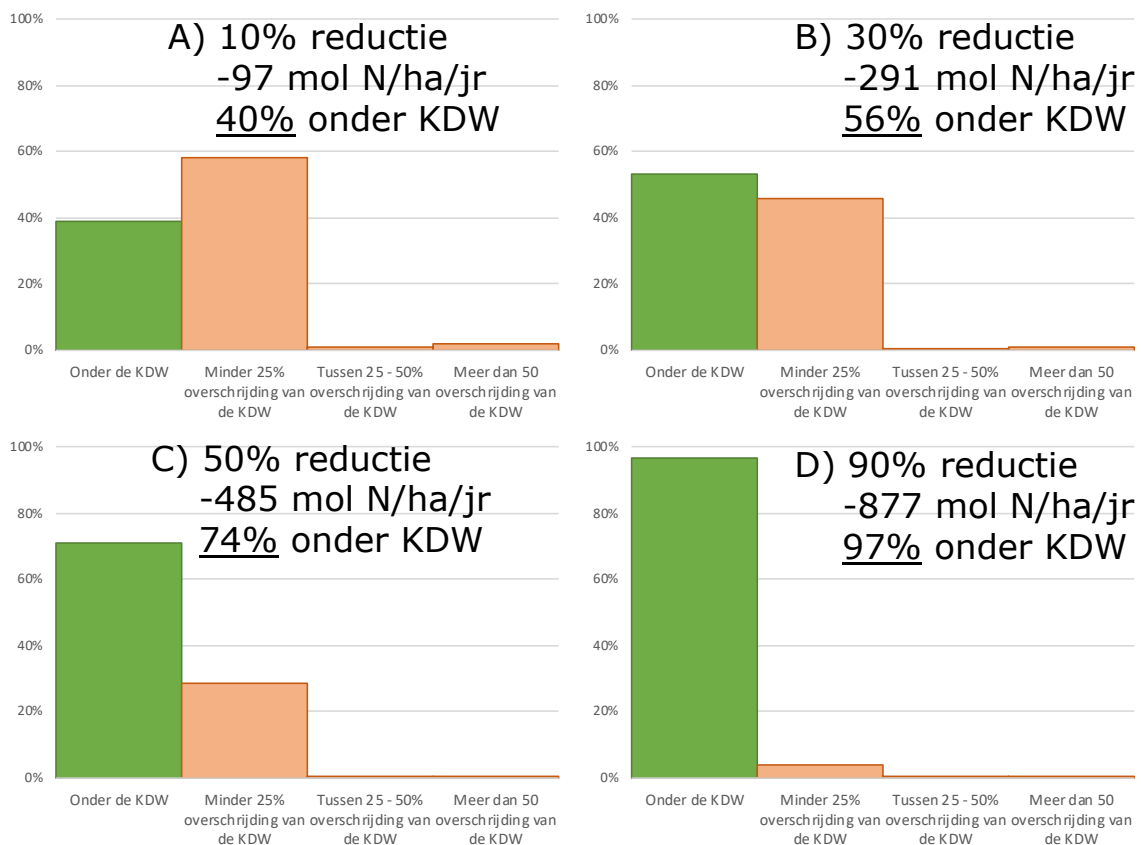 A) 10% reductie
-97 mol N/ha/jr
40% onder KDW
100%
80%
60%
40%
20%
0%
Onder de KDW
Minder 25%
overschrijding van
de KDW
Tussen 25 - 50%
overschrijding van
de KDW
Meer dan 50
overschrijding van
de KDW
B) 30% reductie
-291 mol N/ha/jr
56% onder KDW
100%
80%
60%
40%
20%
0%
Onder de KDW
Minder 25%
overschrijding van
de KDW
Tussen 25 - 50%
overschrijding van
de KDW
Meer dan 50
overschrijding van
de KDW
C) 50% reductie
-485 mol N/ha/jr
74% onder KDW
100%
80%
60%
40%
20%
0%
Onder de KDW
Minder 25%
overschrijding van
de KDW
Tussen 25 - 50%
overschrijding van
de KDW
Meer dan 50
overschrijding van
de KDW
D) 90% reductie
-877 mol N/ha/jr
97% onder KDW
100%
80%
60%
40%
20%
0%
Onder de KDW
Minder 25%
overschrijding van
de KDW
Tussen 25 - 50%
overschrijding van
de KDW
Meer dan 50
overschrijding van
de KDW